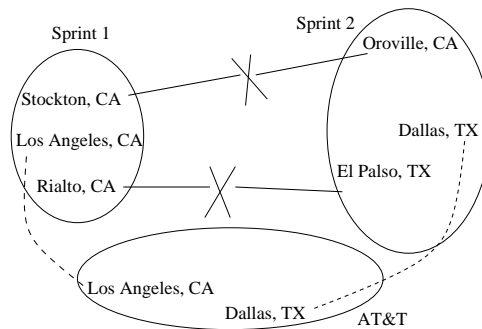 Sprint 1
Sprint 2
Oroville, CA
Stockton, CA
Los Angeles, CA
Dallas, TX
Rialto, CA
El Palso, TX
Los Angeles, CA
Dallas, TX
AT&T